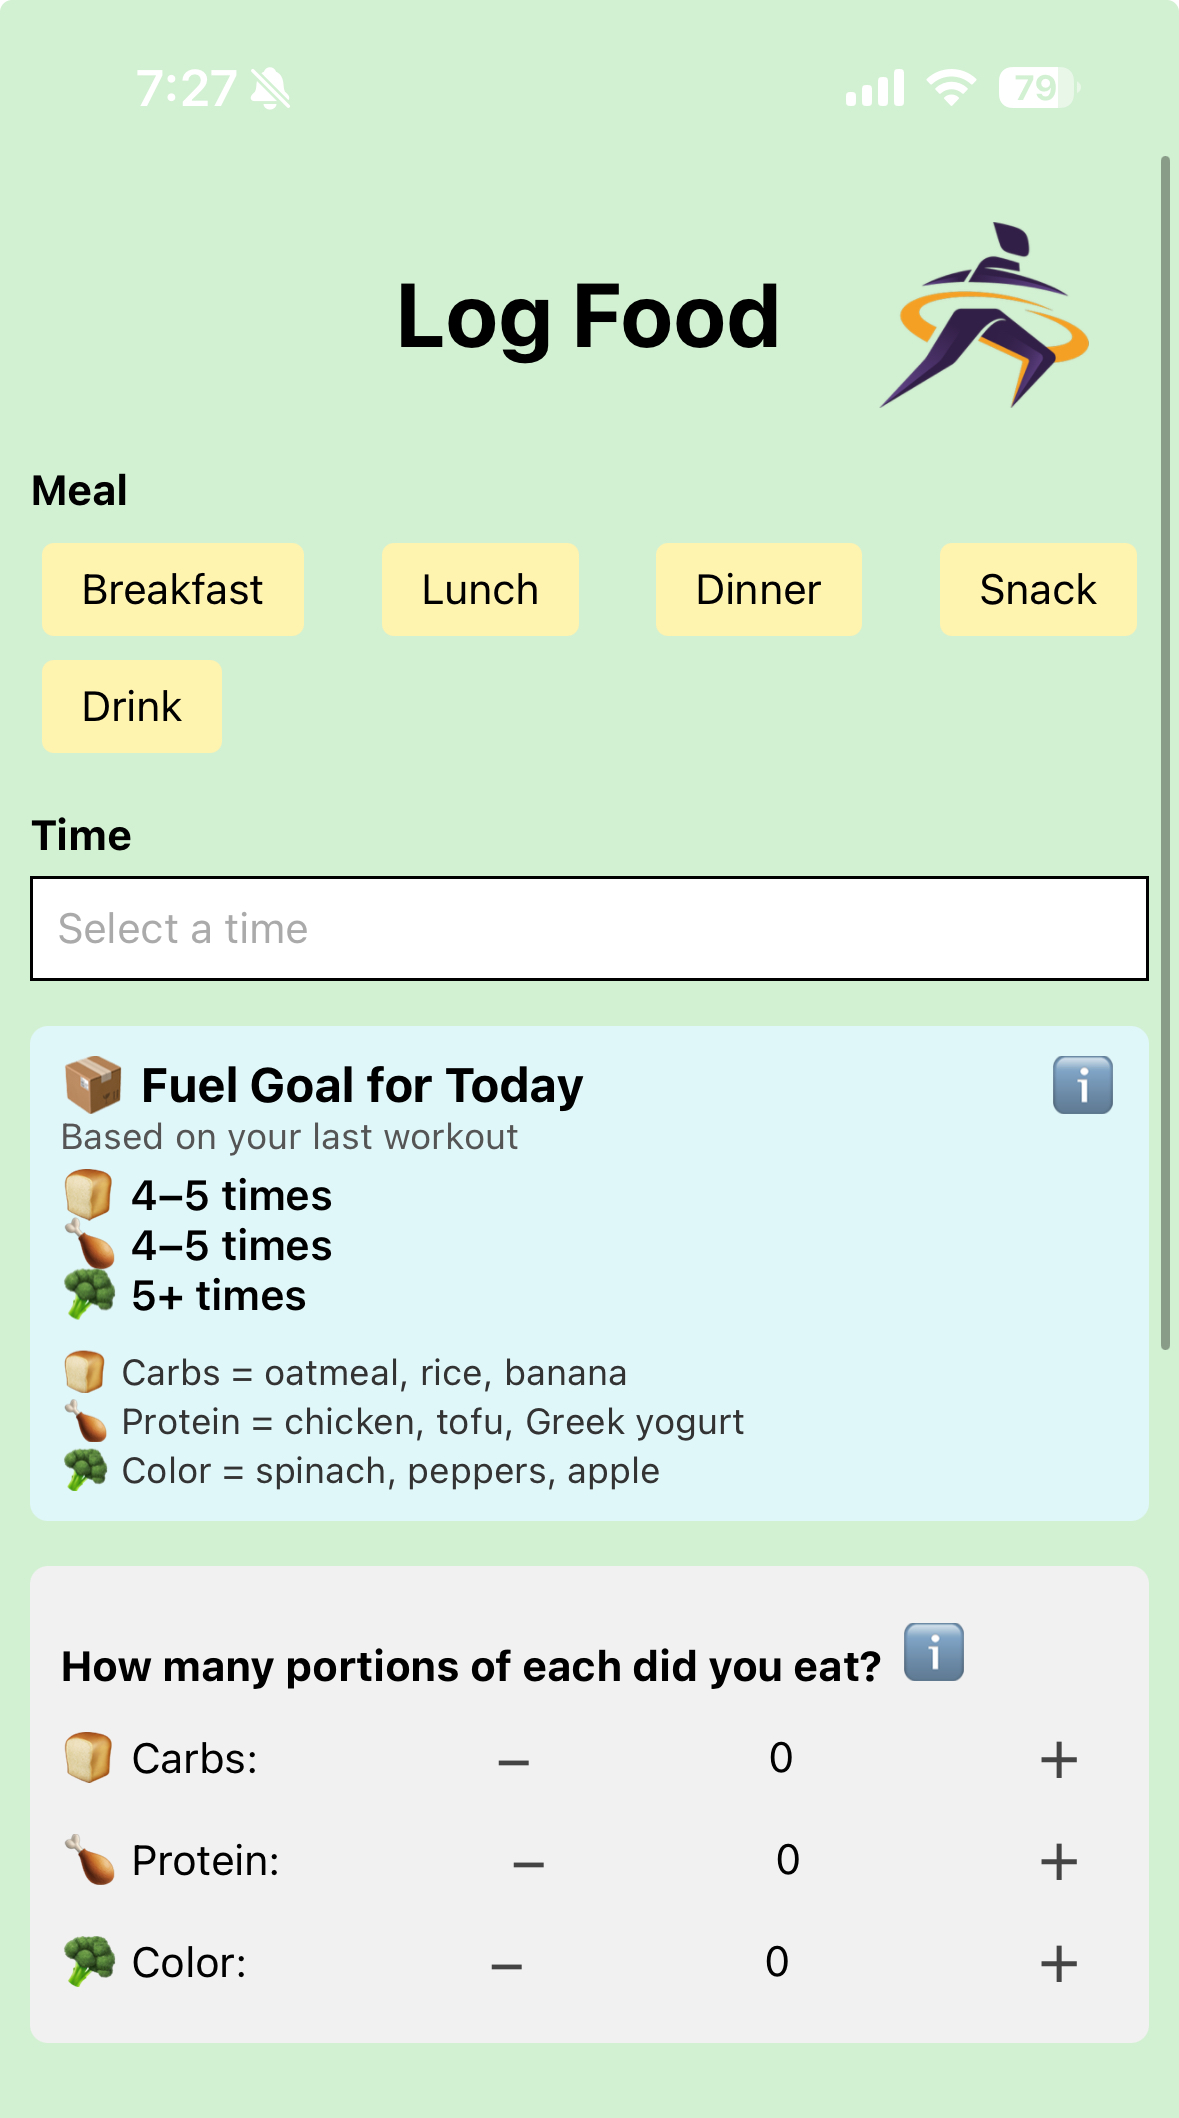 7:27
79
Log Food
Meal
Breakfast Lunch Dinner Snack
Drink
Time
Select a time
📦 Fuel Goal for Today ℹ️
Based on your last workout
🍞 4–5 times
🍗 4–5 times
🥦 5+ times
🍞 Carbs = oatmeal, rice, banana
🍗 Protein = chicken, tofu, Greek yogurt
🥦 Color = spinach, peppers, apple
How many portions of each did you eat? ℹ️
🍞 Carbs: – 0 +
🍗 Protein: – 0 +
🥦 Color: – 0 +